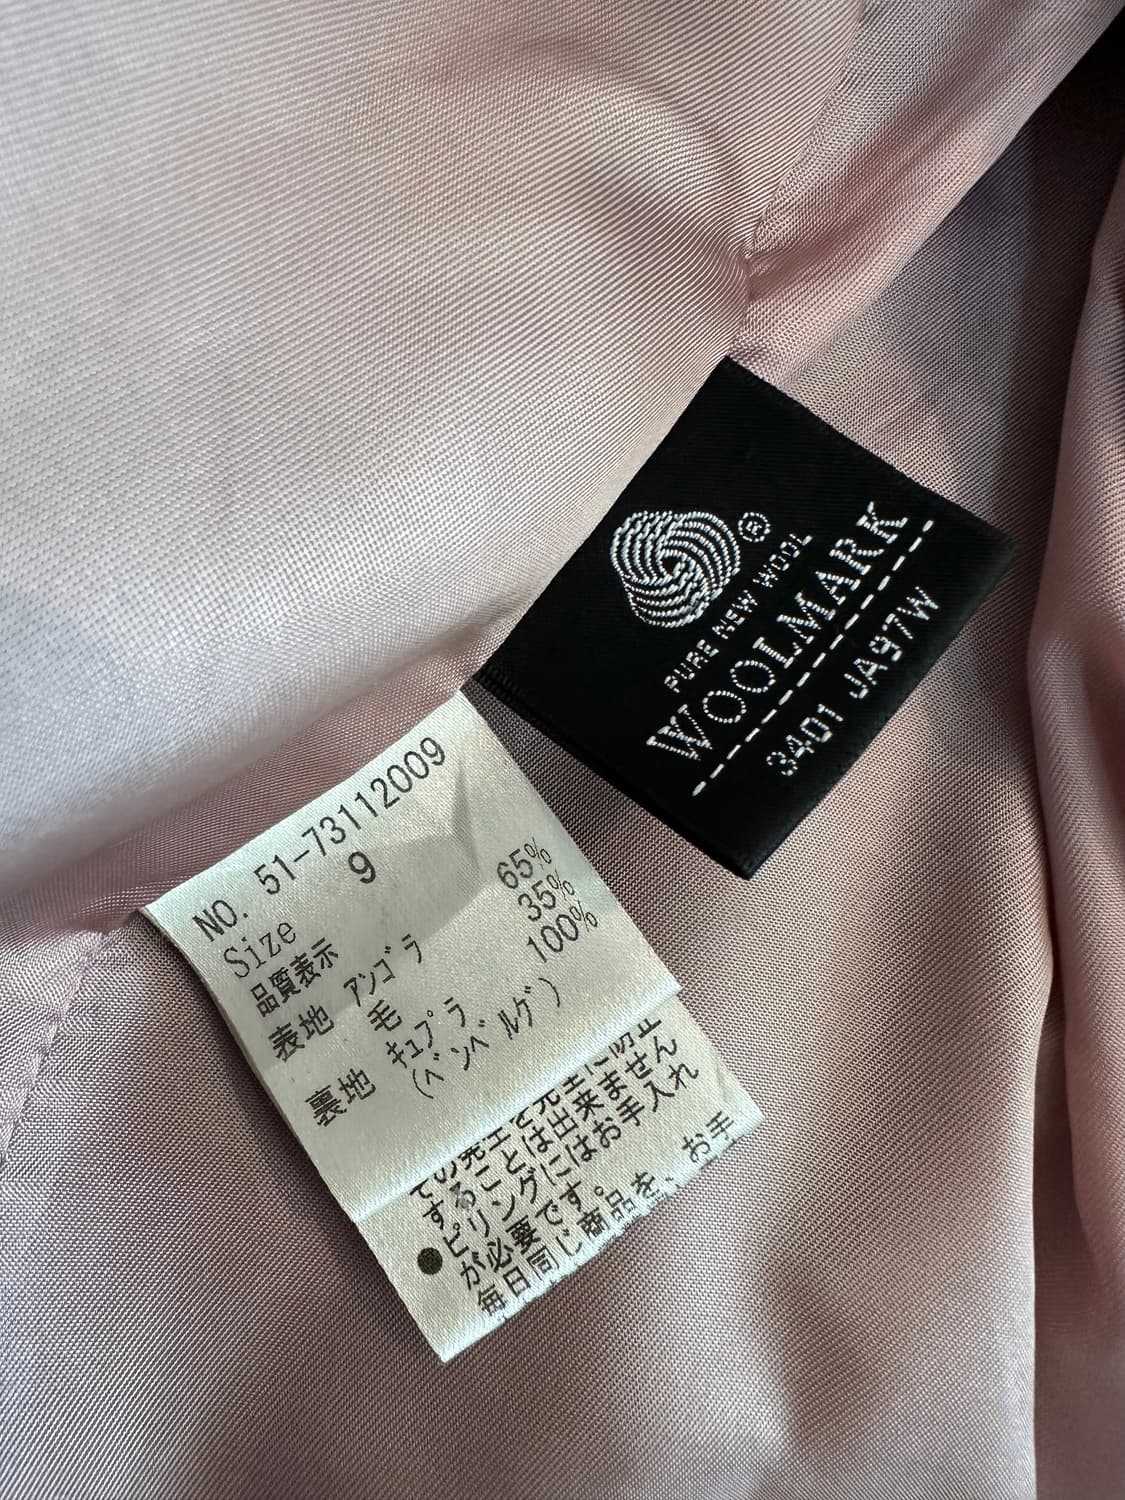 ®
PURE NEW WOOL
WOOLMARK
3401 JA97W
NO. 51-73112009
Size 9
品質表示
表地 アンゴラ 65%
毛 35%
裏地 キュプラ 100%
(ベンベルグ)
することは出来ません
ピリングにはお手入れ
が必要です。
● 毎日同じ商品を、お手